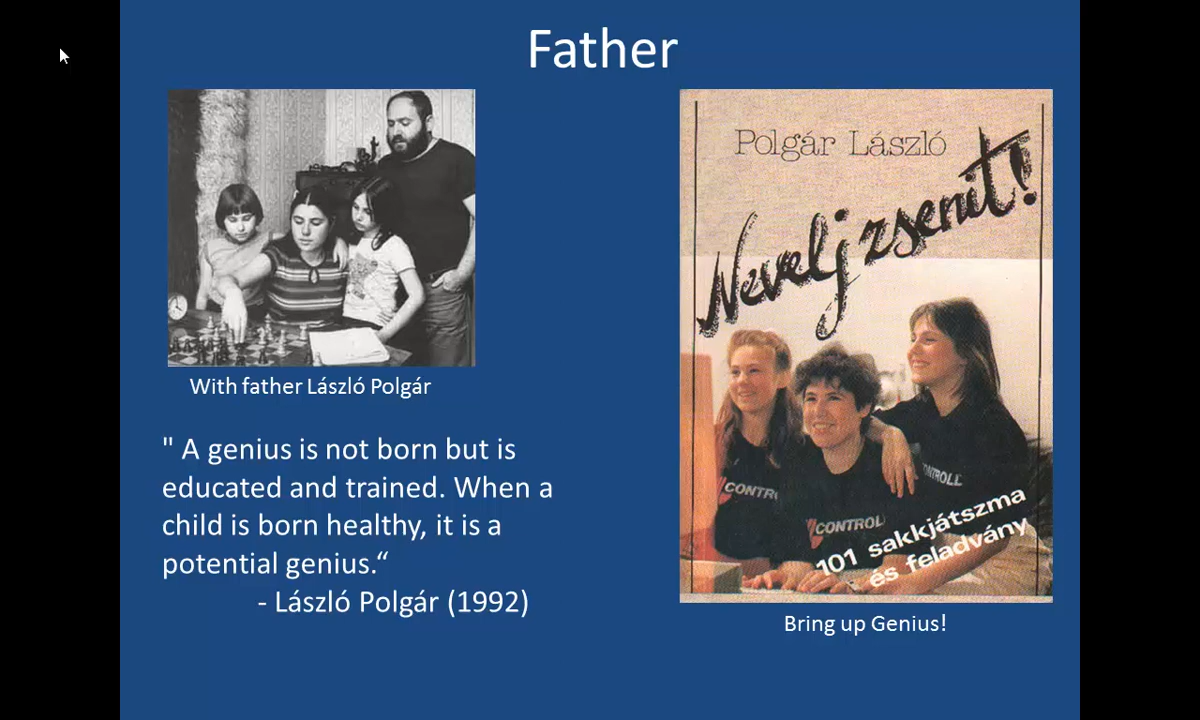 Father
With father László Polgár
" A genius is not born but is
educated and trained. When a
child is born healthy, it is a
potential genius.“
- László Polgár (1992)
Polgár László
Nevelj zsenit!
CONTR
CONTROL
ONTROLL
101 sakkjátszma
és feladvány
Bring up Genius!